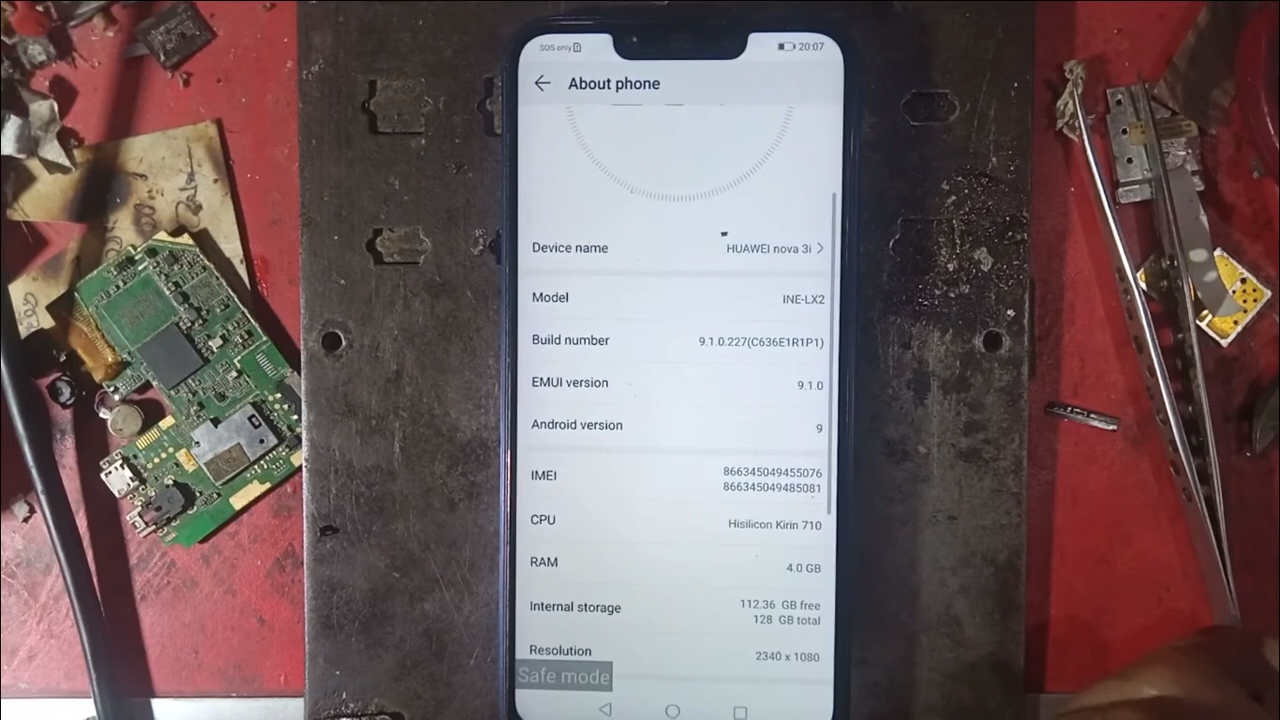 SOS only
20:07
About phone
Device name
HUAWEI nova 3i
Model
INE-LX2
Build number
9.1.0.227(C636E1R1P1)
EMUI version
9.1.0
Android version
9
IMEI
866345049455076
866345049485081
CPU
Hisilicon Kirin 710
RAM
4.0 GB
Internal storage
112.36 GB free
128 GB total
Resolution
2340 x 1080
Safe mode